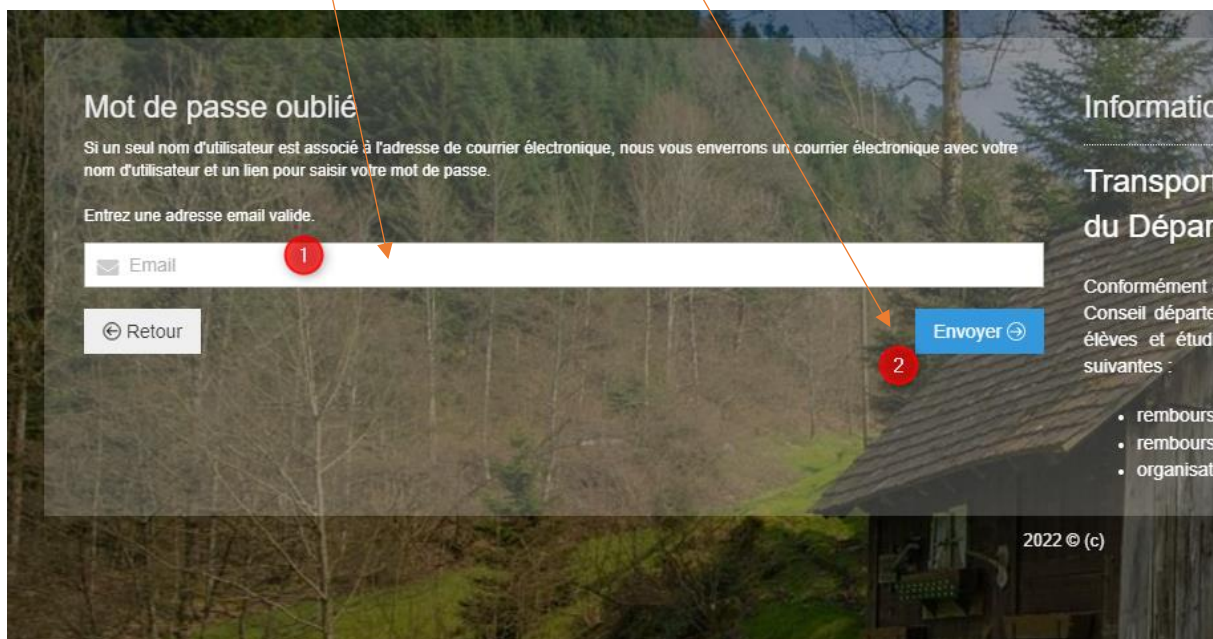 Mot de passe oublié
Si un seul nom d'utilisateur est associé à l'adresse de courrier électronique, nous vous enverrons un courrier électronique avec votre
nom d'utilisateur et un lien pour saisir votre mot de passe.
Entrez une adresse email valide.
1
Email
Retour
Envoyer
2
Informatio
Transport
du Dépar
Conformément
Conseil départe
élèves et étud
suivantes :
• rembours
• rembours
• organisat
2022 © (c)